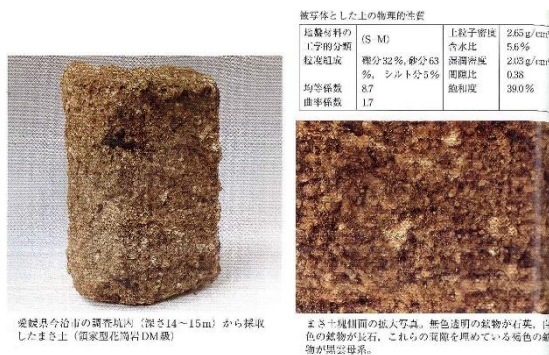 被写体とした土の物理的性質
地盤材料の
工学的分類
(S-M)
土粒子密度
2.65 g/cm
含水比
5.6%
粒度組成
礫分32%, 砂分63
%, シルト分5%
湿潤密度
2.03 g/cm
間隙比
0.38
均等係数
8.7
飽和度
39.0%
曲率係数
1.7
愛媛県今治市の調査坑内(深さ14〜15m)から採取
したまさ土(領家型花崗岩DM級)
まさ土塊側面の拡大写真。無色透明の鉱物が石英, 白
色の鉱物が長石, これらの間隙を埋めている褐色の鉱
物が黒雲母系。